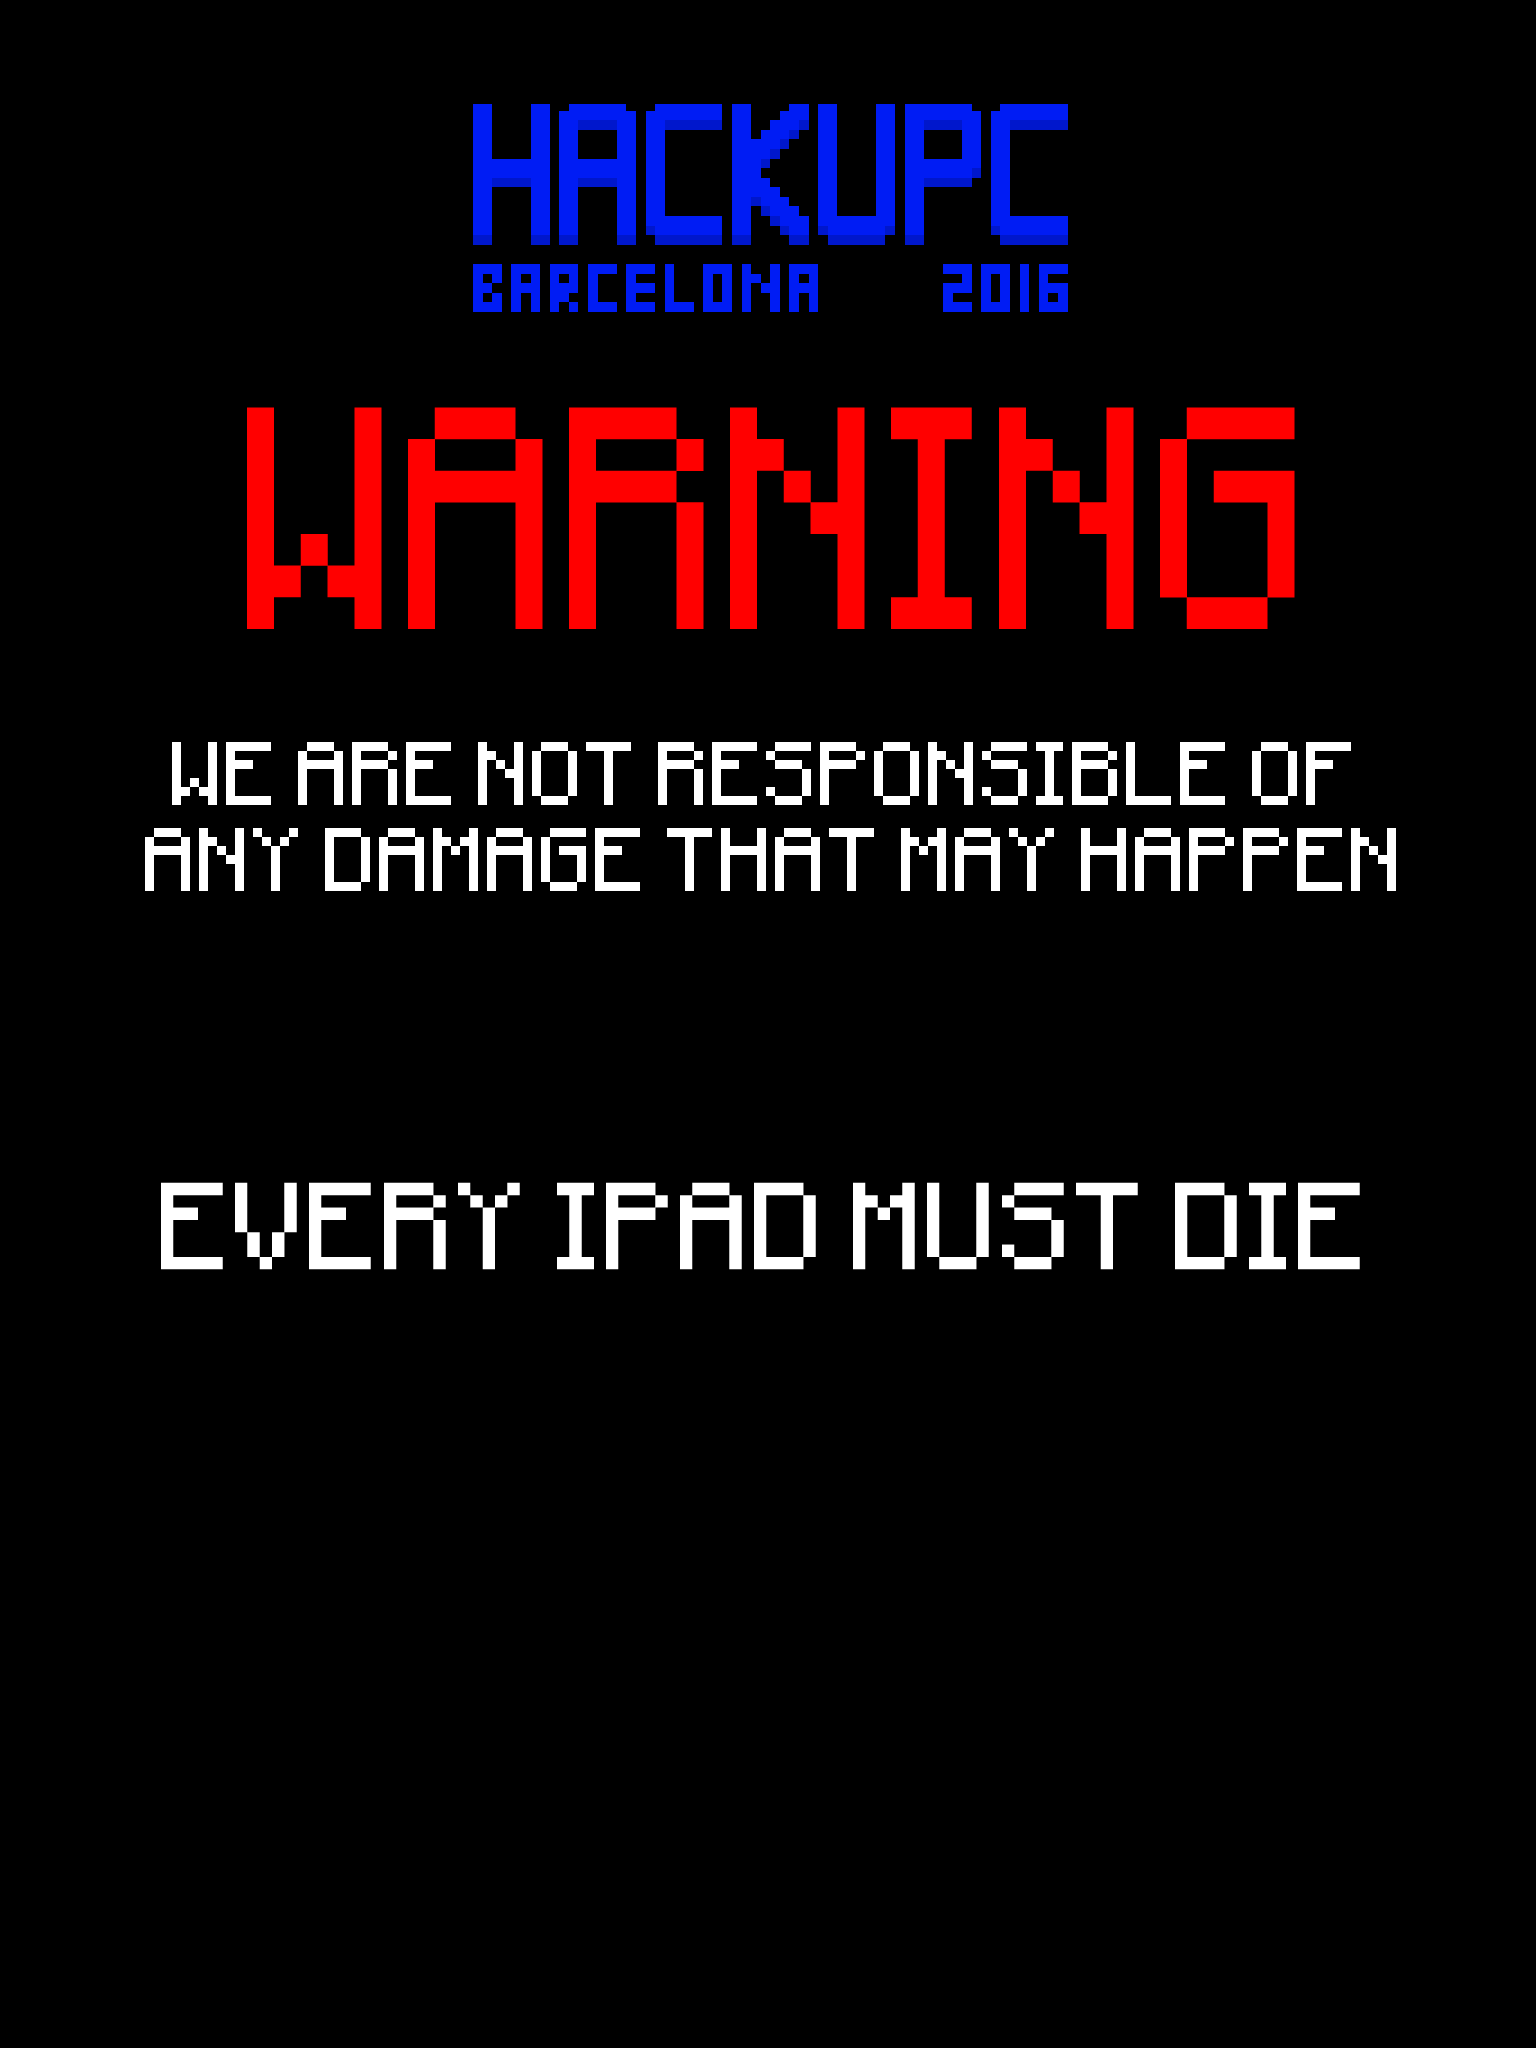 HACKUPC
BARCELONA 2016
WARNING
WE ARE NOT RESPONSIBLE OF
ANY DAMAGE THAT MAY HAPPEN
EVERY IPAD MUST DIE